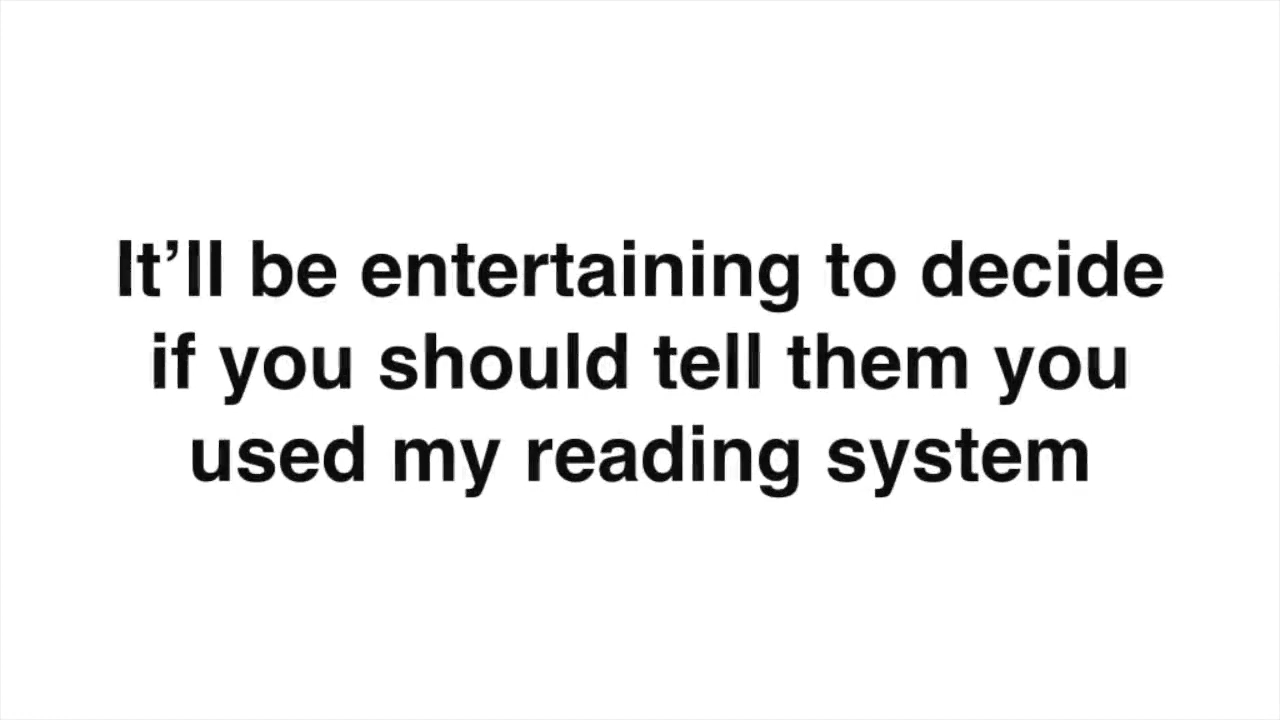 It’ll be entertaining to decide
if you should tell them you
used my reading system